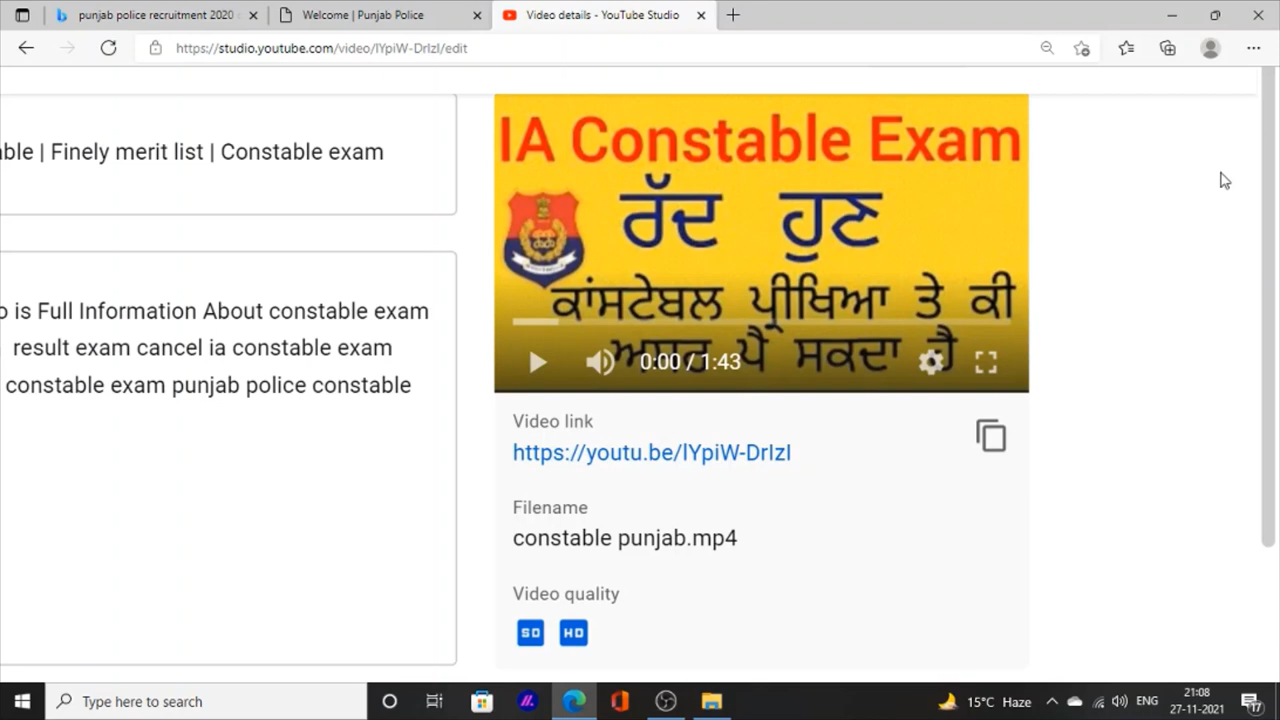 punjab police recruitment 2020
Welcome | Punjab Police
Video details - YouTube Studio
https://studio.youtube.com/video/lYpiW-DrIzI/edit
ble | Finely merit list | Constable exam
o is Full Information About constable exam
result exam cancel ia constable exam
constable exam punjab police constable
IA Constable Exam
ਰੱਦ ਹੁਣ
ਕਾਂਸਟੇਬਲ ਪ੍ਰੀਖਿਆ ਤੇ ਕੀ
ਅਸਰ ਪੈ ਸਕਦਾ ਹੈ
0:00 / 1:43
Video link
https://youtu.be/lYpiW-DrIzI
Filename
constable punjab.mp4
Video quality
SD HD
Type here to search
15°C Haze
ENG
21:08
27-11-2021
17